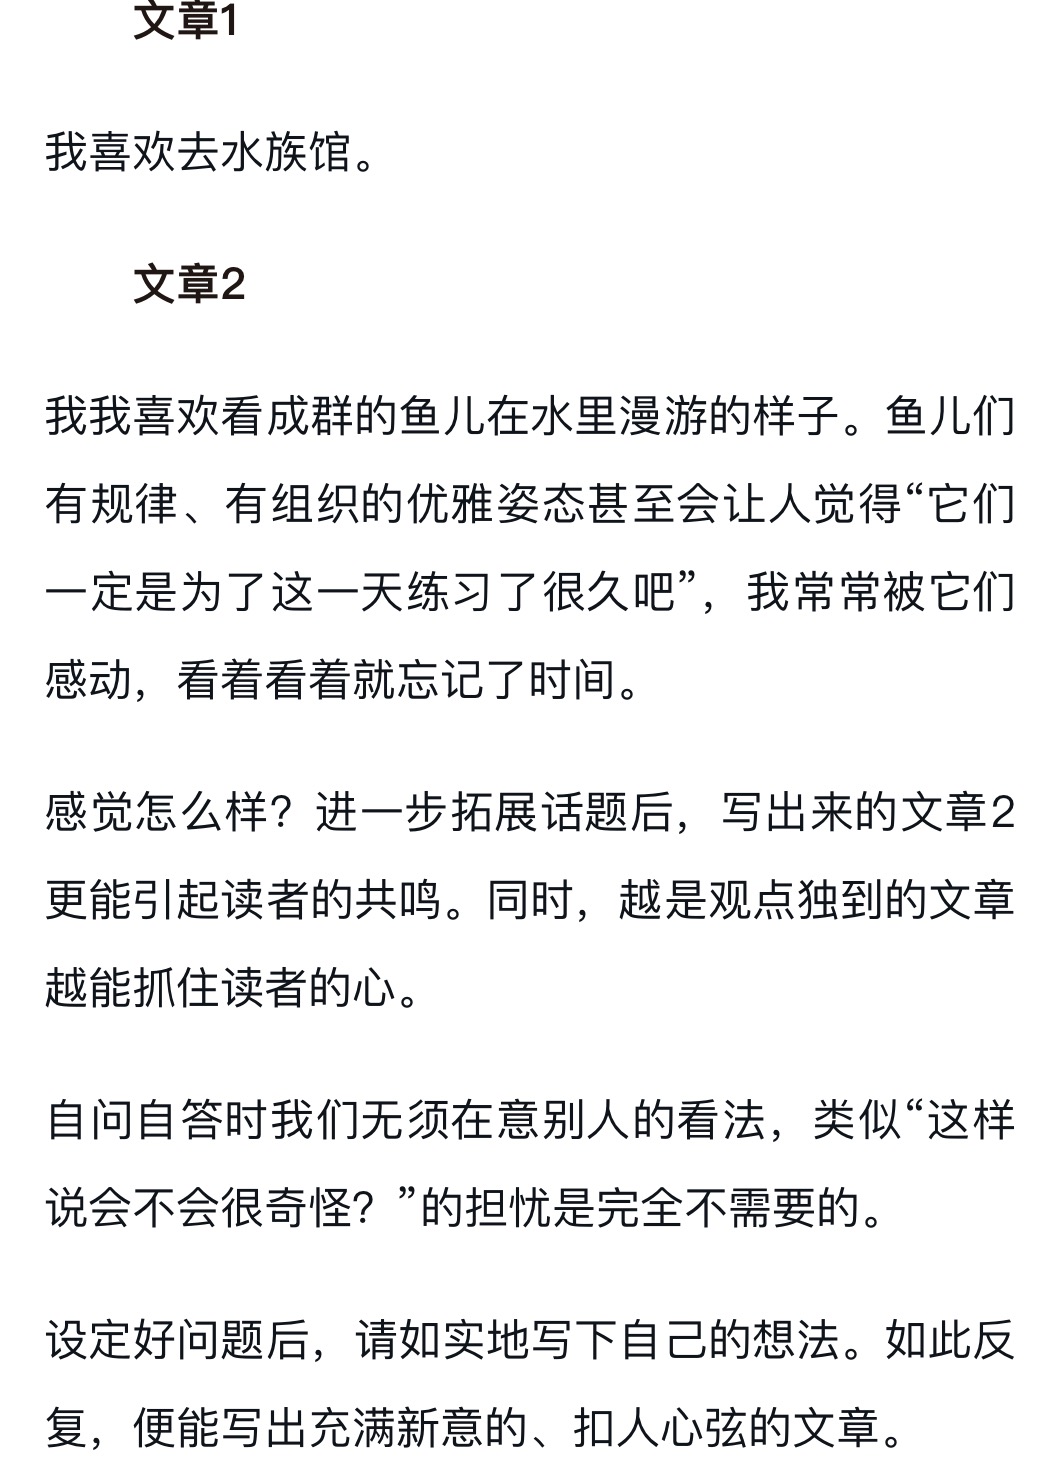 文章1
我喜欢去水族馆。
文章2
我我喜欢看成群的鱼儿在水里漫游的样子。鱼儿们
有规律、有组织的优雅姿态甚至会让人觉得“它们
一定是为了这一天练习了很久吧”，我常常被它们
感动，看着看着就忘记了时间。
感觉怎么样？进一步拓展话题后，写出来的文章2
更能引起读者的共鸣。同时，越是观点独到的文章
越能抓住读者的心。
自问自答时我们无须在意别人的看法，类似“这样
说会不会很奇怪？”的担忧是完全不需要的。
设定好问题后，请如实地写下自己的想法。如此反
复，便能写出充满新意的、扣人心弦的文章。